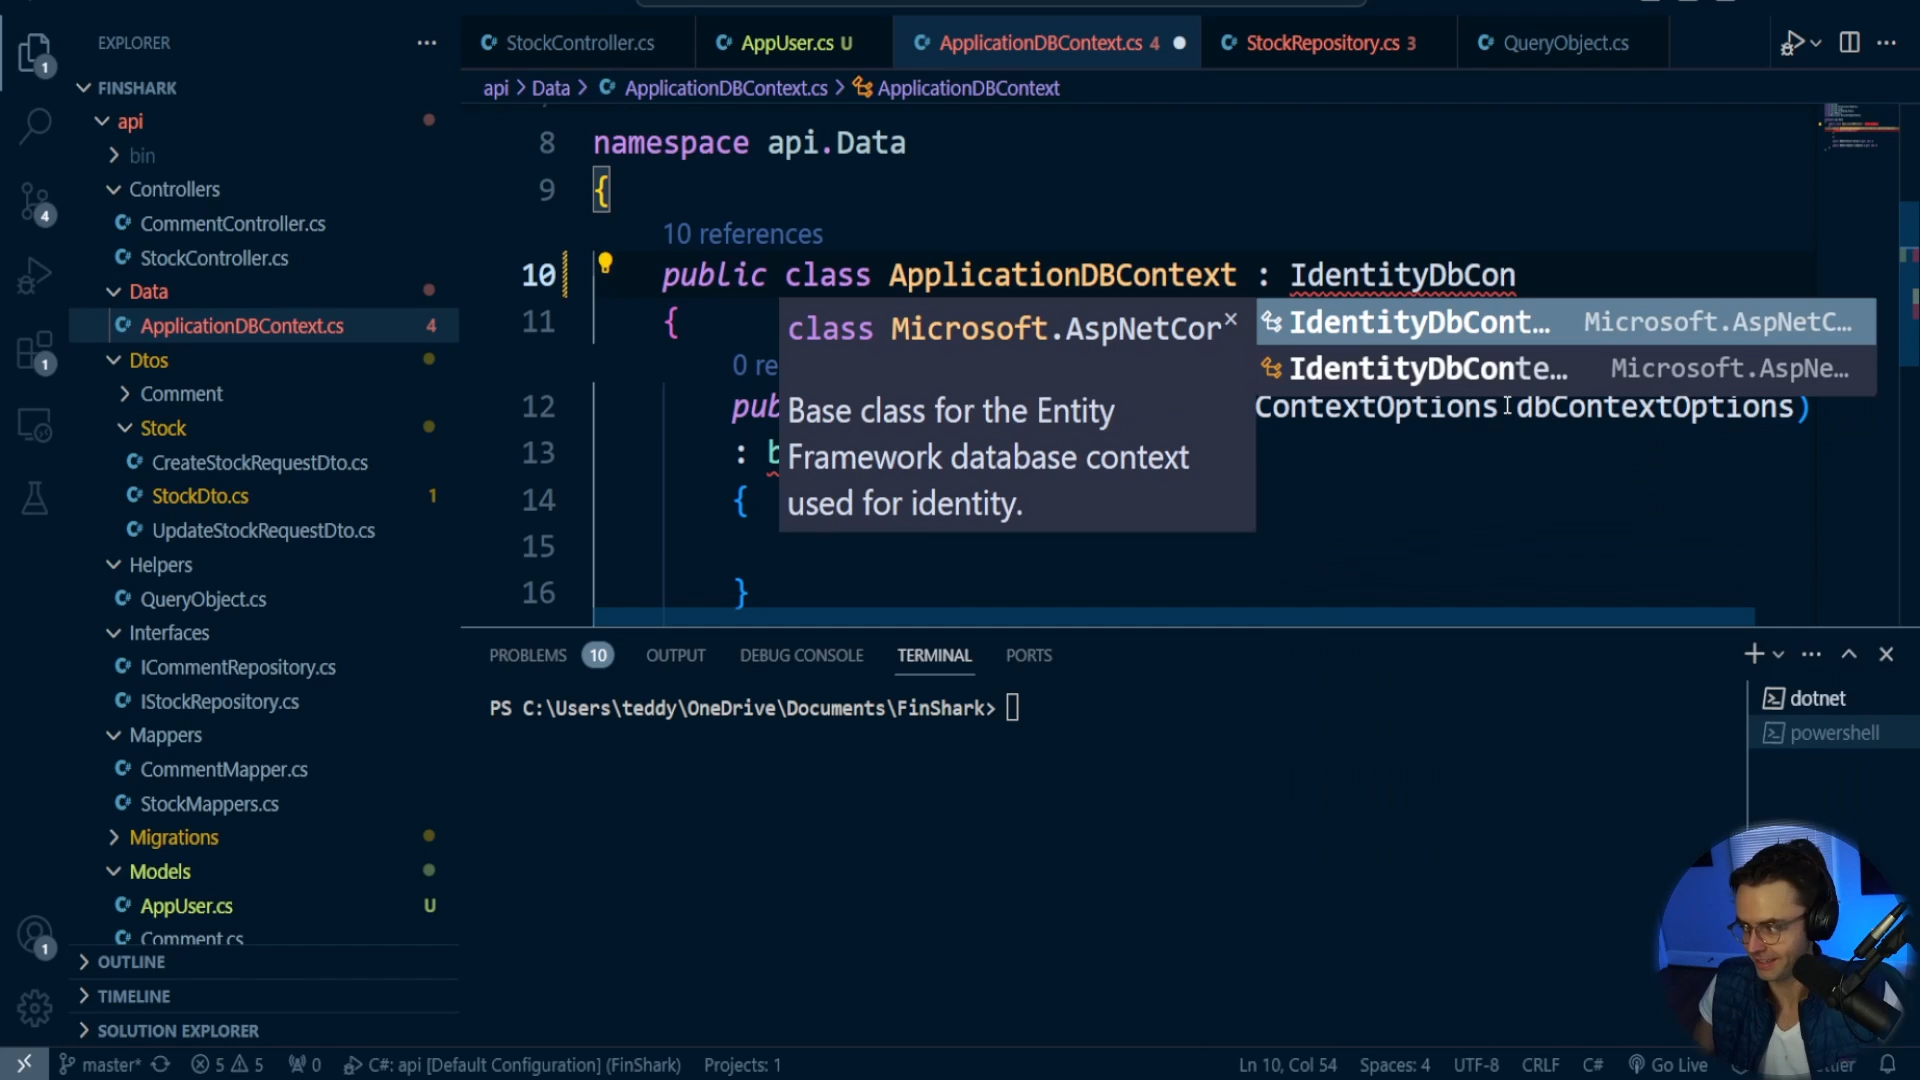 EXPLORER
FINSHARK
api
bin
Controllers
CommentController.cs
StockController.cs
Data
ApplicationDBContext.cs 4
Dtos
Comment
Stock
CreateStockRequestDto.cs
StockDto.cs 1
UpdateStockRequestDto.cs
Helpers
QueryObject.cs
Interfaces
ICommentRepository.cs
IStockRepository.cs
Mappers
CommentMapper.cs
StockMappers.cs
Migrations
Models
AppUser.cs U
Comment.cs
OUTLINE
TIMELINE
SOLUTION EXPLORER
1
4
1
1
StockController.cs AppUser.cs U ApplicationDBContext.cs 4 StockRepository.cs 3 QueryObject.cs
api > Data > ApplicationDBContext.cs > ApplicationDBContext
8 namespace api.Data
9 {
10 references
10 public class ApplicationDBContext : IdentityDbCon
11 {
0 re
12 pub ContextOptions dbContextOptions)
13 : b
14 {
15
16 }
class Microsoft.AspNetCor
Base class for the Entity
Framework database context
used for identity.
IdentityDbCont... Microsoft.AspNetC...
IdentityDbConte... Microsoft.AspNe...
PROBLEMS 10 OUTPUT DEBUG CONSOLE TERMINAL PORTS
PS C:\Users\teddy\OneDrive\Documents\FinShark>
dotnet
powershell
master* 5 5 0 C#: api [Default Configuration] (FinShark) Projects: 1 Ln 10, Col 54 Spaces: 4 UTF-8 CRLF C# Go Live